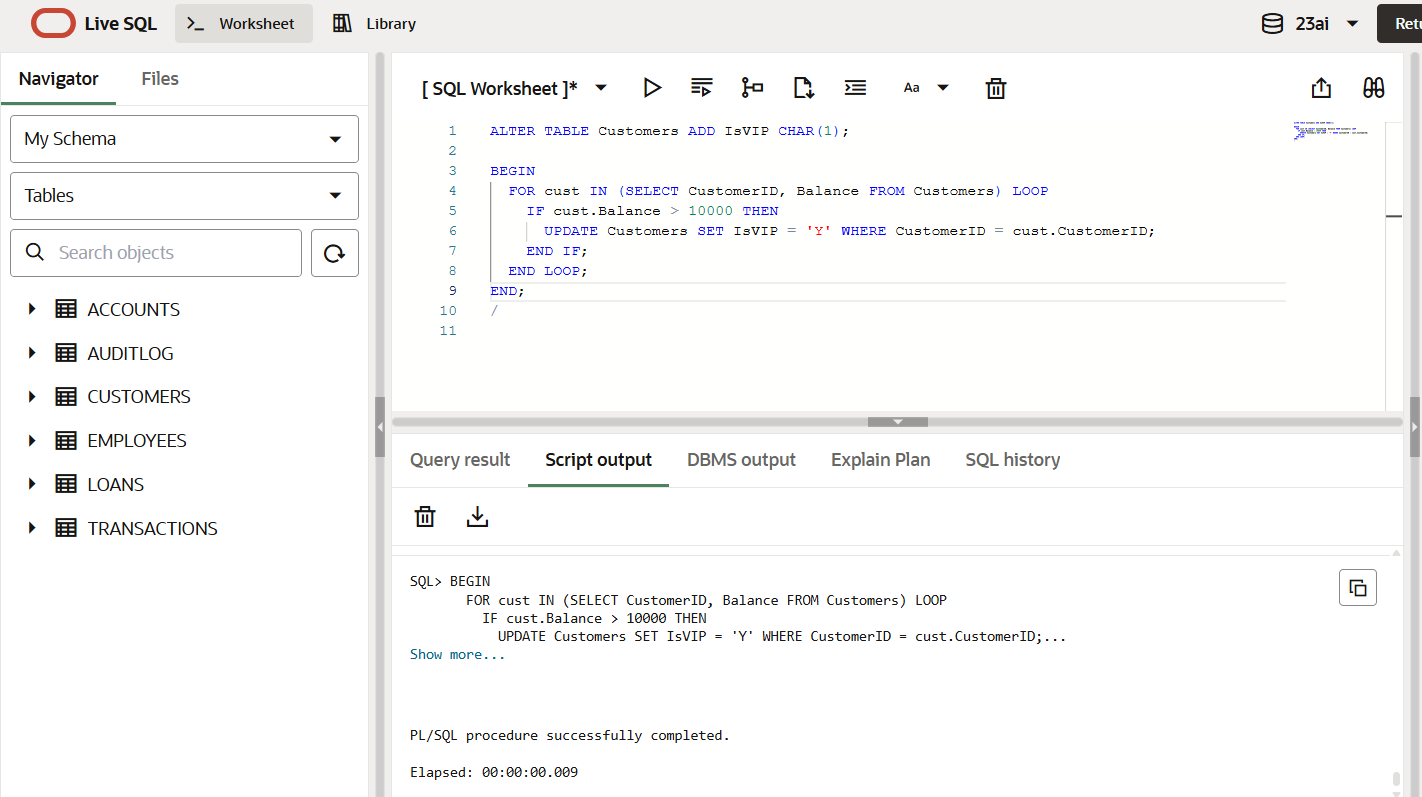 Live SQL
Worksheet
Library
23ai
Retu
Navigator
Files
My Schema
Tables
Search objects
ACCOUNTS
AUDITLOG
CUSTOMERS
EMPLOYEES
LOANS
TRANSACTIONS
[ SQL Worksheet ]*
Aa
1 ALTER TABLE Customers ADD IsVIP CHAR(1);
2
3 BEGIN
4 FOR cust IN (SELECT CustomerID, Balance FROM Customers) LOOP
5 IF cust.Balance > 10000 THEN
6 UPDATE Customers SET IsVIP = 'Y' WHERE CustomerID = cust.CustomerID;
7 END IF;
8 END LOOP;
9 END;
10 /
11
Query result
Script output
DBMS output
Explain Plan
SQL history
SQL> BEGIN
FOR cust IN (SELECT CustomerID, Balance FROM Customers) LOOP
IF cust.Balance > 10000 THEN
UPDATE Customers SET IsVIP = 'Y' WHERE CustomerID = cust.CustomerID;...
Show more...
PL/SQL procedure successfully completed.
Elapsed: 00:00:00.009